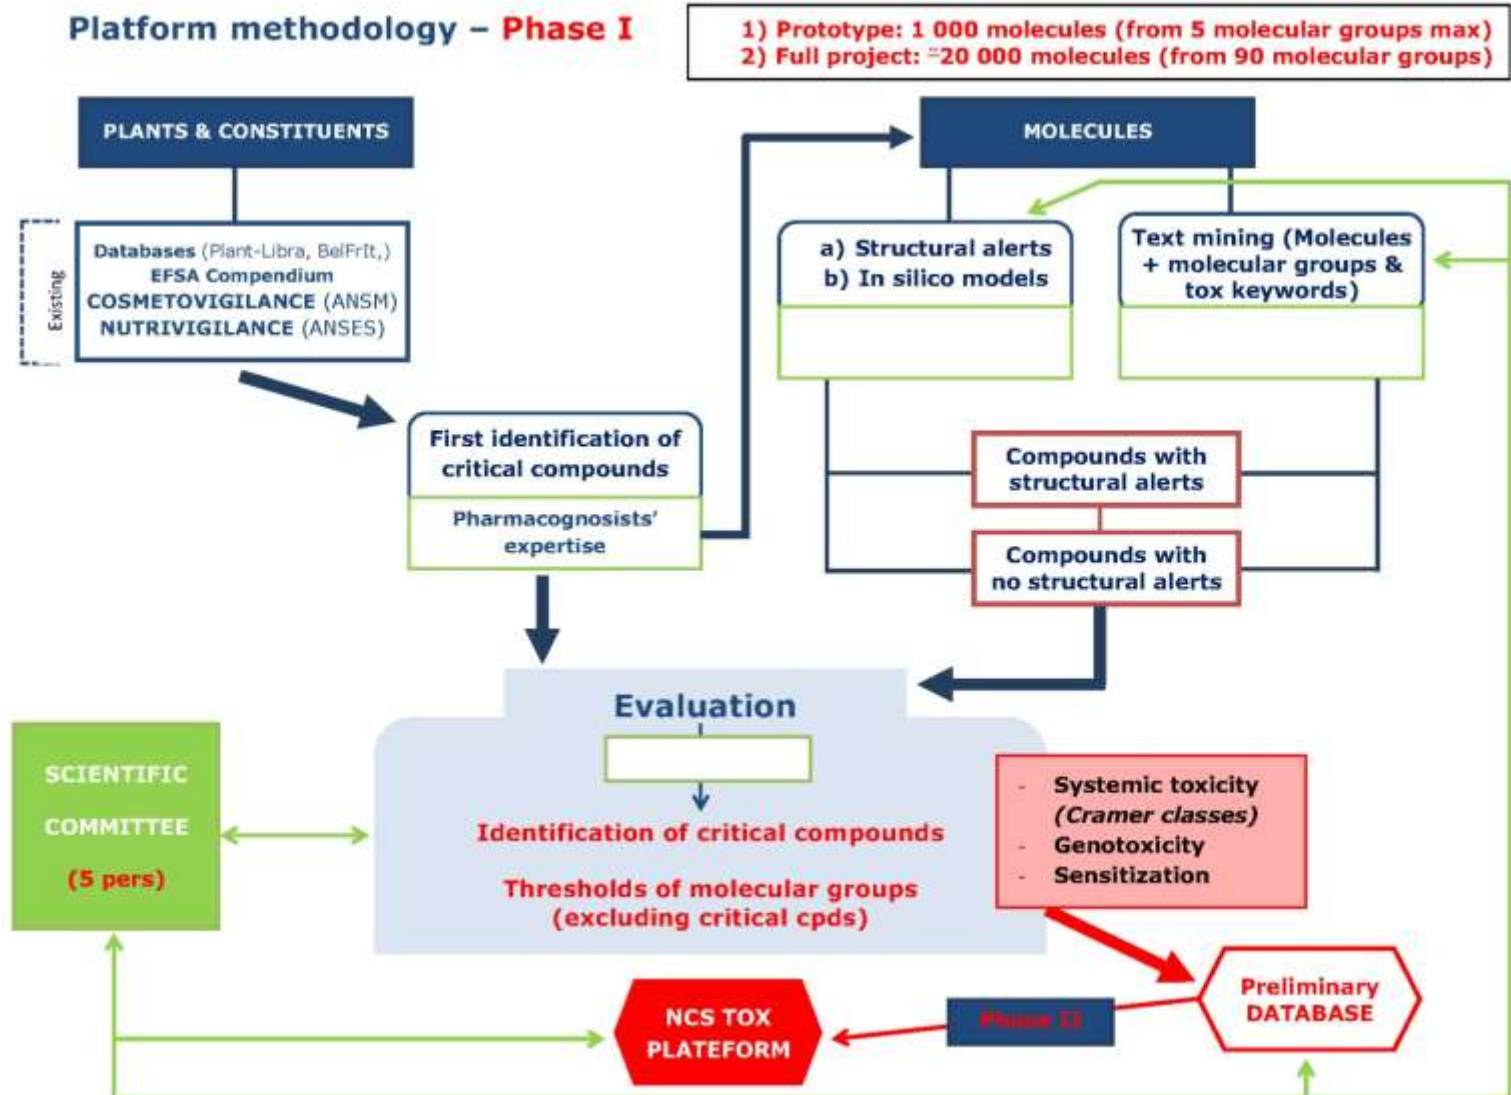 Platform methodology – Phase I
1) Prototype: 1 000 molecules (from 5 molecular groups max)
2) Full project: ~20 000 molecules (from 90 molecular groups)
PLANTS & CONSTITUENTS
MOLECULES
Existing
Databases (Plant-Libra, BelFrIt,)
EFSA Compendium
COSMETOVIGILANCE (ANSM)
NUTRIVIGILANCE (ANSES)
a) Structural alerts
b) In silico models
Text mining (Molecules
+ molecular groups &
tox keywords)
First identification of
critical compounds
Pharmacognosists'
expertise
Compounds with
structural alerts
Compounds with
no structural alerts
Evaluation
Identification of critical compounds
Thresholds of molecular groups
(excluding critical cpds)
SCIENTIFIC
COMMITTEE
(5 pers)
- Systemic toxicity
(Cramer classes)
- Genotoxicity
- Sensitization
Preliminary
DATABASE
Phase II
NCS TOX
PLATEFORM